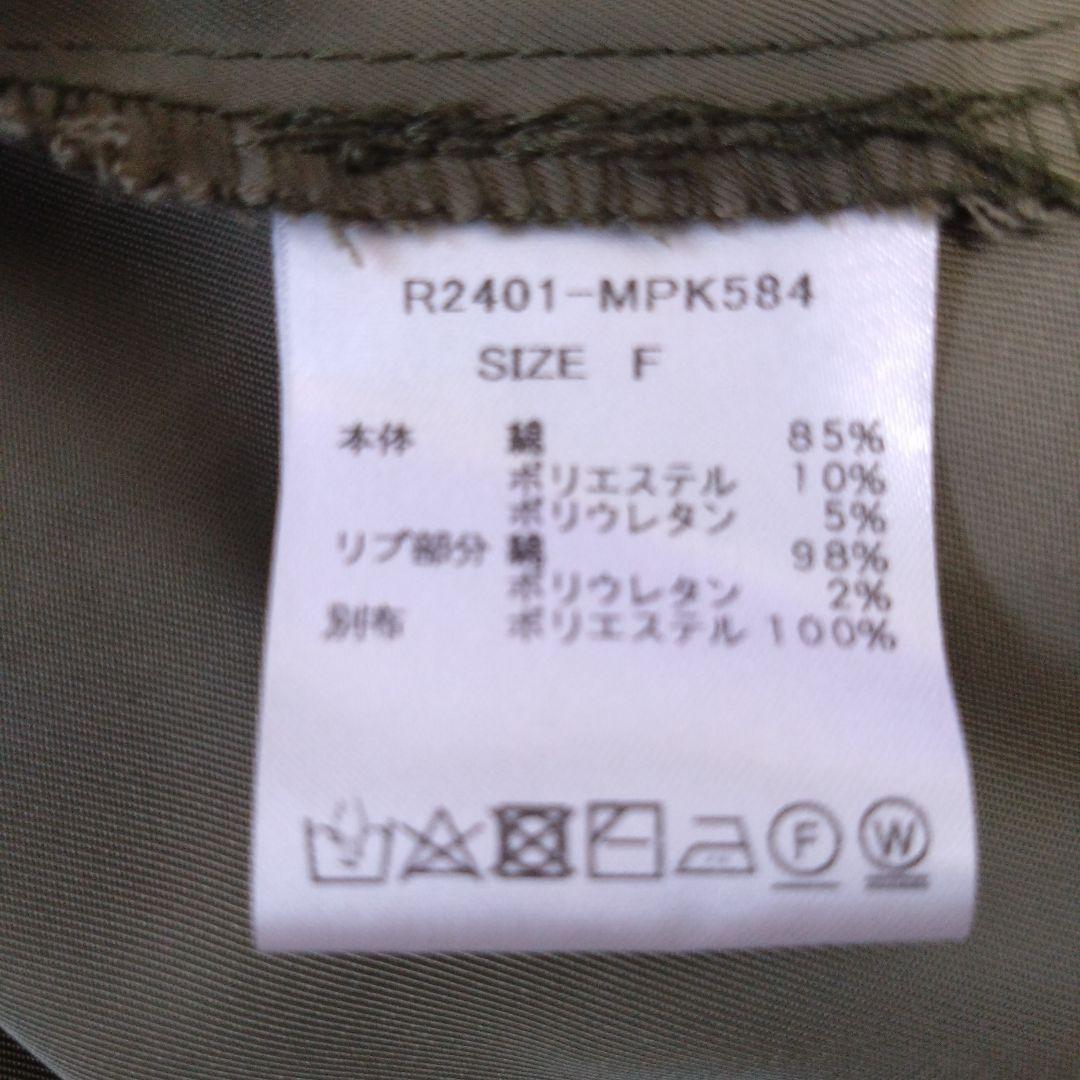 R2401-MPK584
SIZE F
本体 綿 85%
ポリエステル 10%
ポリウレタン 5%
リブ部分 綿 98%
ポリウレタン 2%
別布 ポリエステル 100%
F W